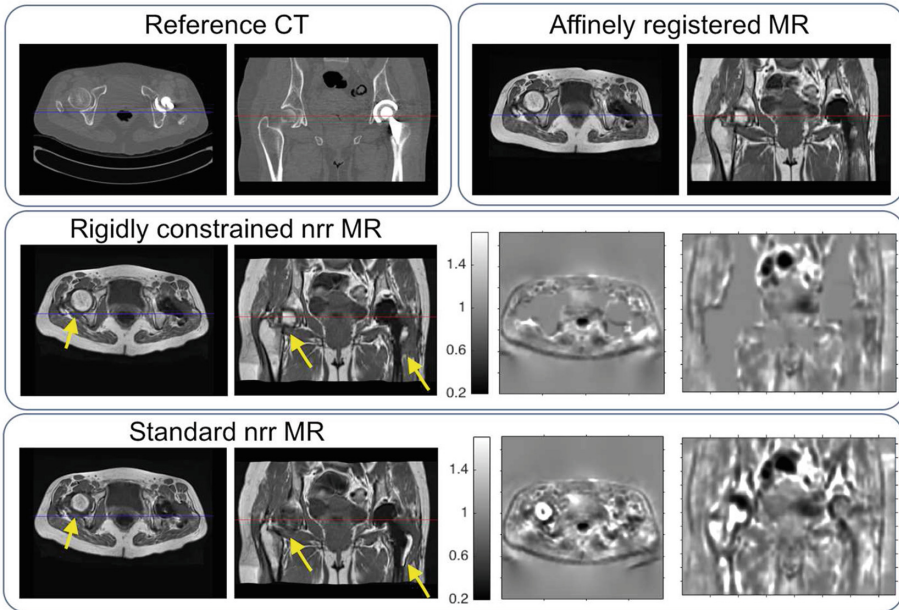 Reference CT
Affinely registered MR
Rigidly constrained nrr MR
1.4
1
0.6
0.2
Standard nrr MR
1.4
1
0.6
0.2